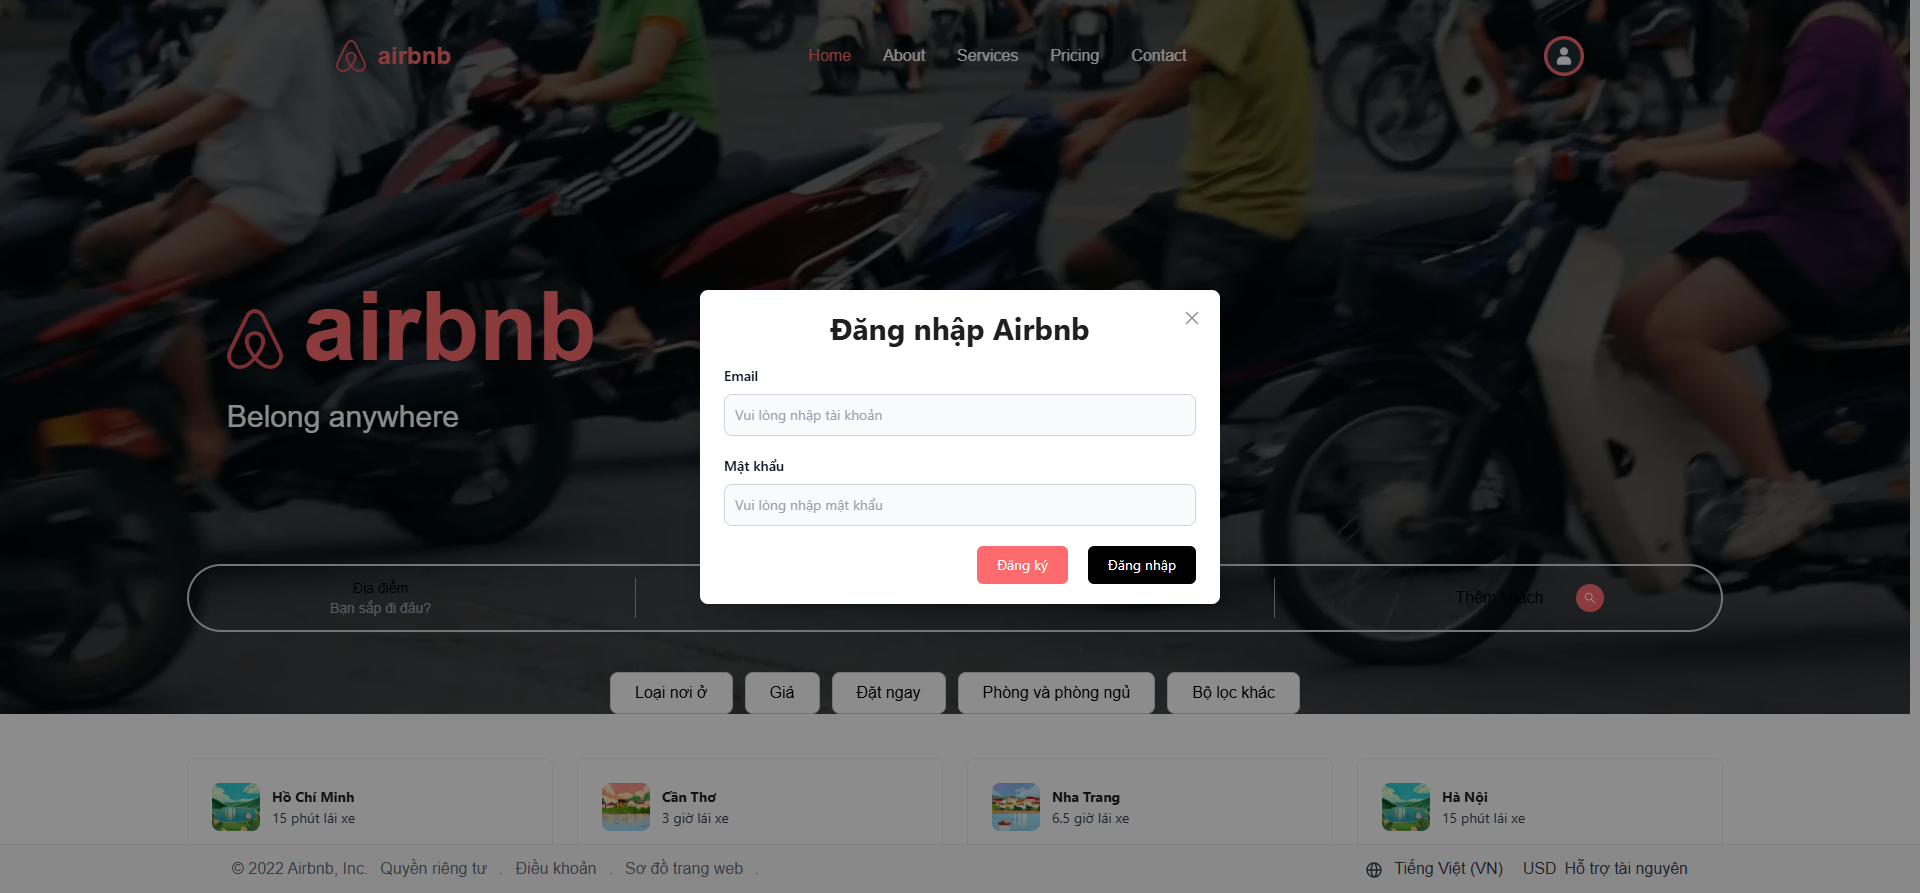 airbnb
Home About Services Pricing Contact
airbnb
Belong anywhere
Đăng nhập Airbnb
Email
Vui lòng nhập tài khoản
Mật khẩu
Vui lòng nhập mật khẩu
Đăng ký Đăng nhập
Địa điểm
Bạn sắp đi đâu?
Thêm khách
Loại nơi ở Giá Đặt ngay Phòng và phòng ngủ Bộ lọc khác
Hồ Chí Minh
15 phút lái xe
Cần Thơ
3 giờ lái xe
Nha Trang
6.5 giờ lái xe
Hà Nội
15 phút lái xe
© 2022 Airbnb, Inc. Quyền riêng tư . Điều khoản . Sơ đồ trang web .
Tiếng Việt (VN) USD Hỗ trợ tài nguyên